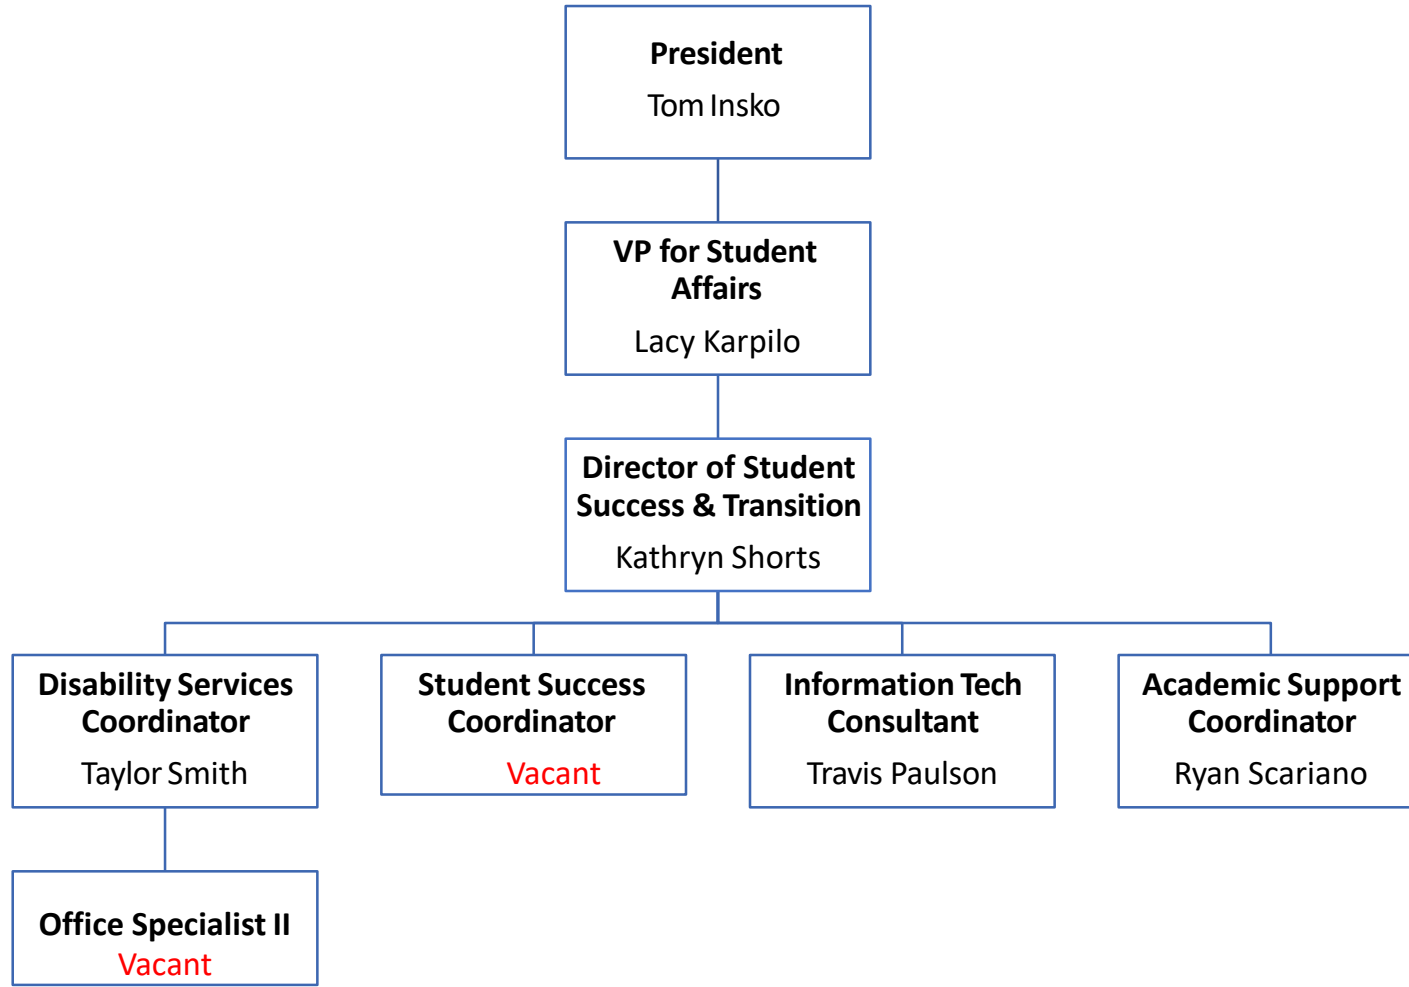 President
Tom Insko
VP for Student
Affairs
Lacy Karpilo
Director of Student
Success & Transition
Kathryn Shorts
Disability Services
Coordinator
Taylor Smith
Student Success
Coordinator
Vacant
Information Tech
Consultant
Travis Paulson
Academic Support
Coordinator
Ryan Scariano
Office Specialist II
Vacant